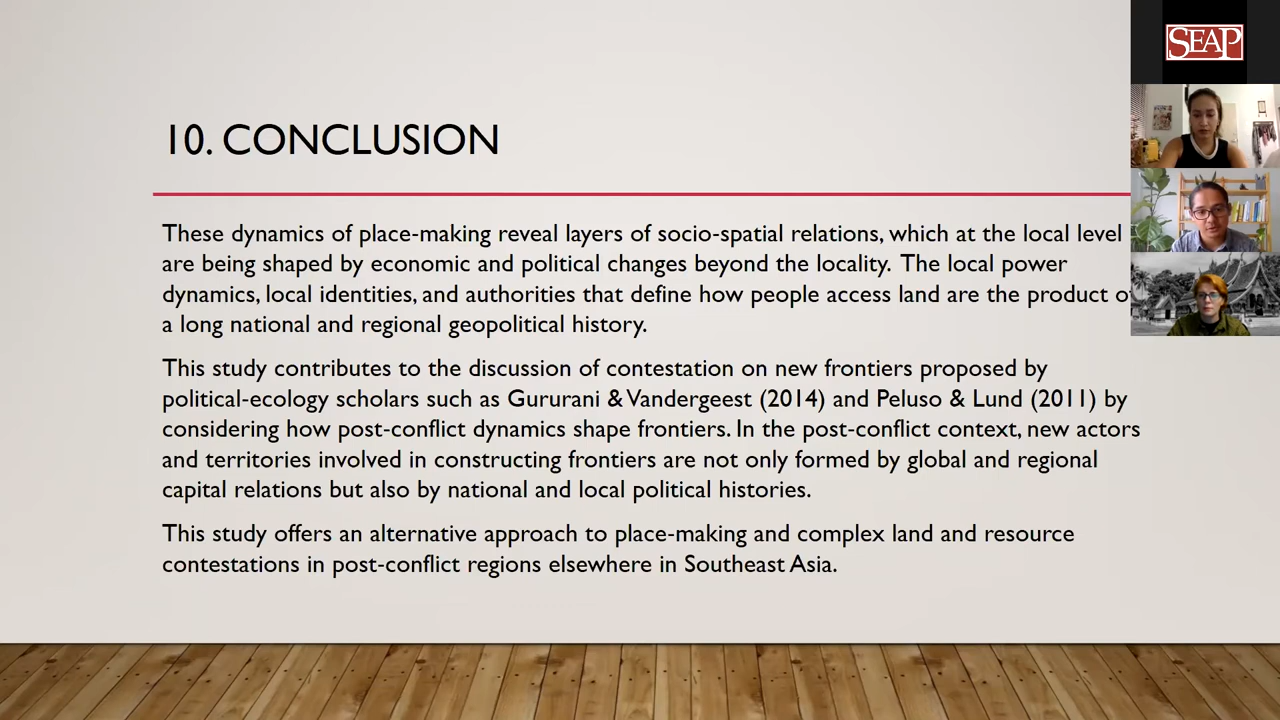 SEAP
10. CONCLUSION
These dynamics of place-making reveal layers of socio-spatial relations, which at the local level
are being shaped by economic and political changes beyond the locality. The local power
dynamics, local identities, and authorities that define how people access land are the product of
a long national and regional geopolitical history.
This study contributes to the discussion of contestation on new frontiers proposed by
political-ecology scholars such as Gururani & Vandergeest (2014) and Peluso & Lund (2011) by
considering how post-conflict dynamics shape frontiers. In the post-conflict context, new actors
and territories involved in constructing frontiers are not only formed by global and regional
capital relations but also by national and local political histories.
This study offers an alternative approach to place-making and complex land and resource
contestations in post-conflict regions elsewhere in Southeast Asia.